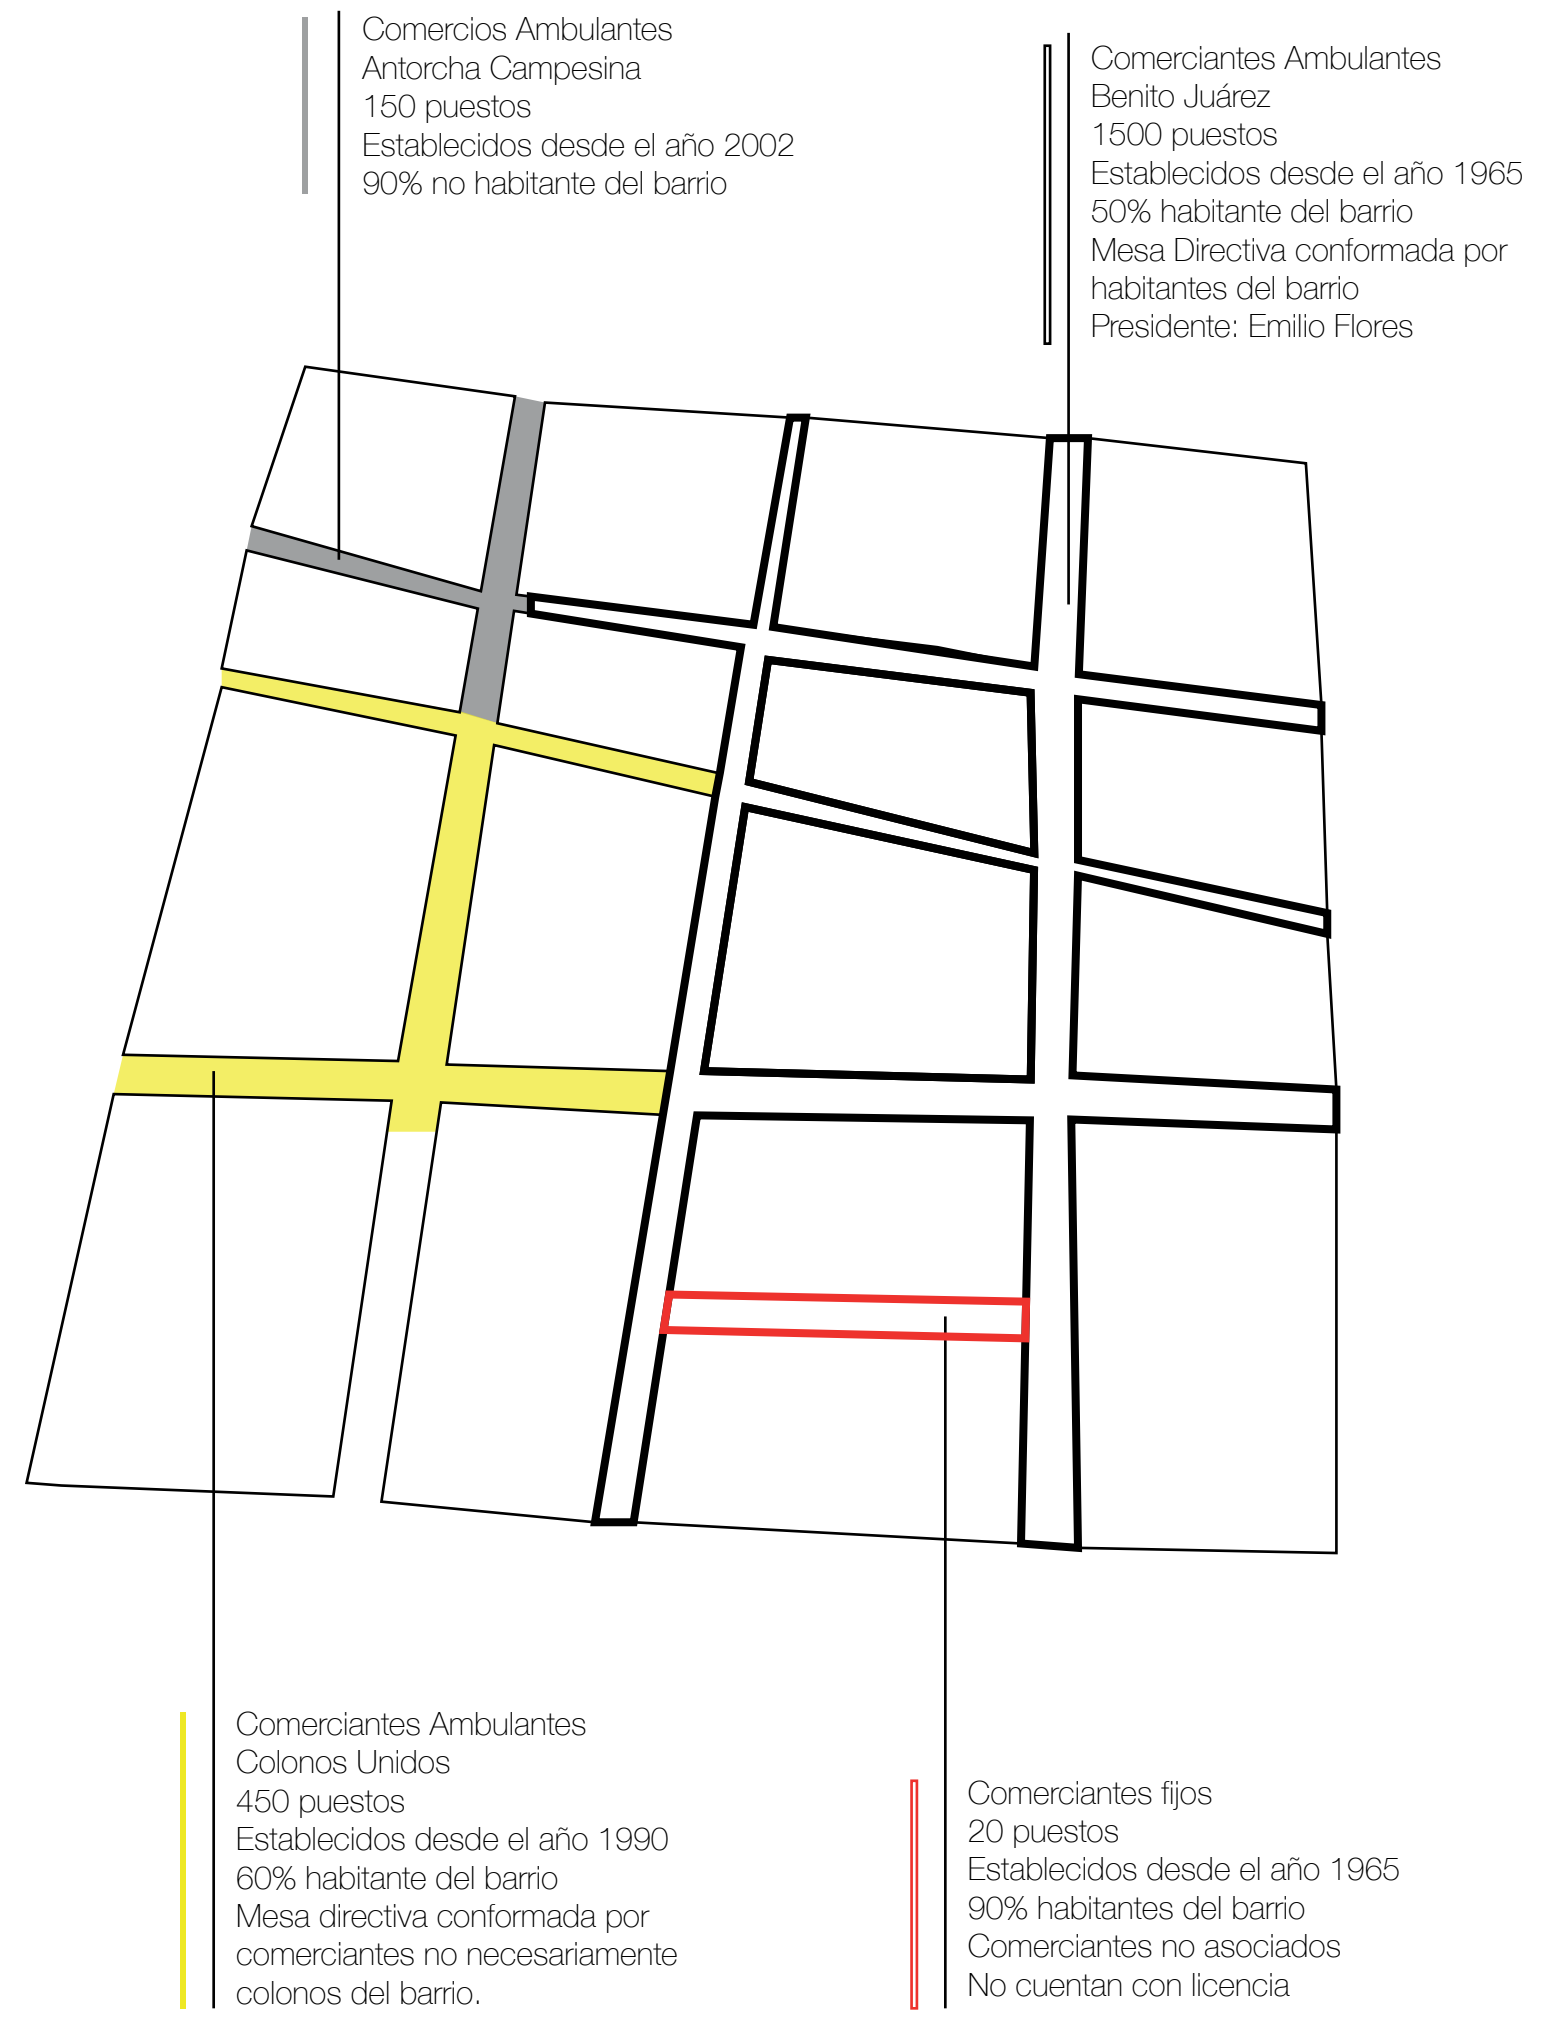 Comercios Ambulantes
Antorcha Campesina
150 puestos
Establecidos desde el año 2002
90% no habitante del barrio
Comerciantes Ambulantes
Benito Juárez
1500 puestos
Establecidos desde el año 1965
50% habitante del barrio
Mesa Directiva conformada por
habitantes del barrio
Presidente: Emilio Flores
Comerciantes Ambulantes
Colonos Unidos
450 puestos
Establecidos desde el año 1990
60% habitante del barrio
Mesa directiva conformada por
comerciantes no necesariamente
colonos del barrio.
Comerciantes fijos
20 puestos
Establecidos desde el año 1965
90% habitantes del barrio
Comerciantes no asociados
No cuentan con licencia